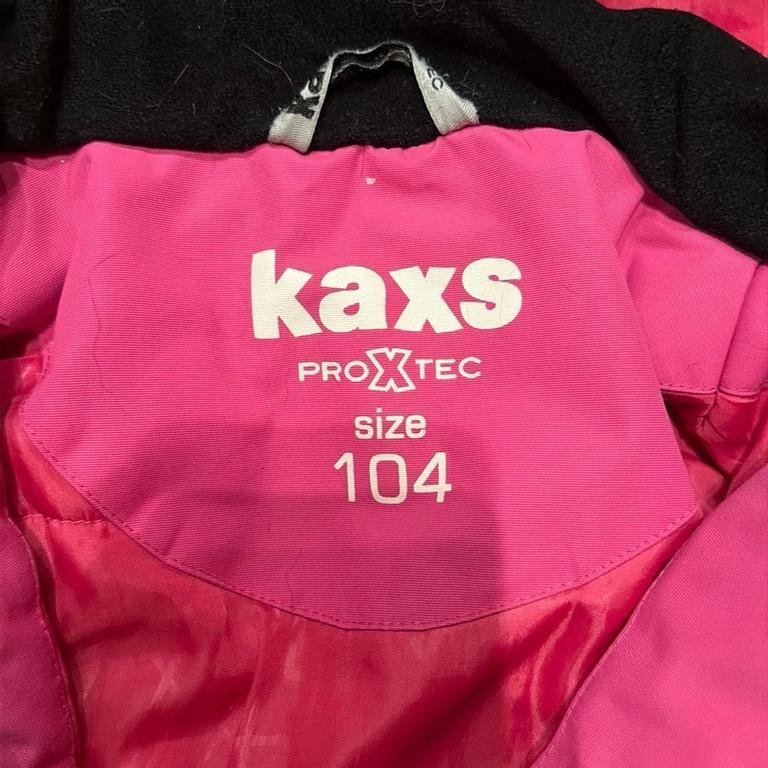 kaxs
PROXTEC
size
104